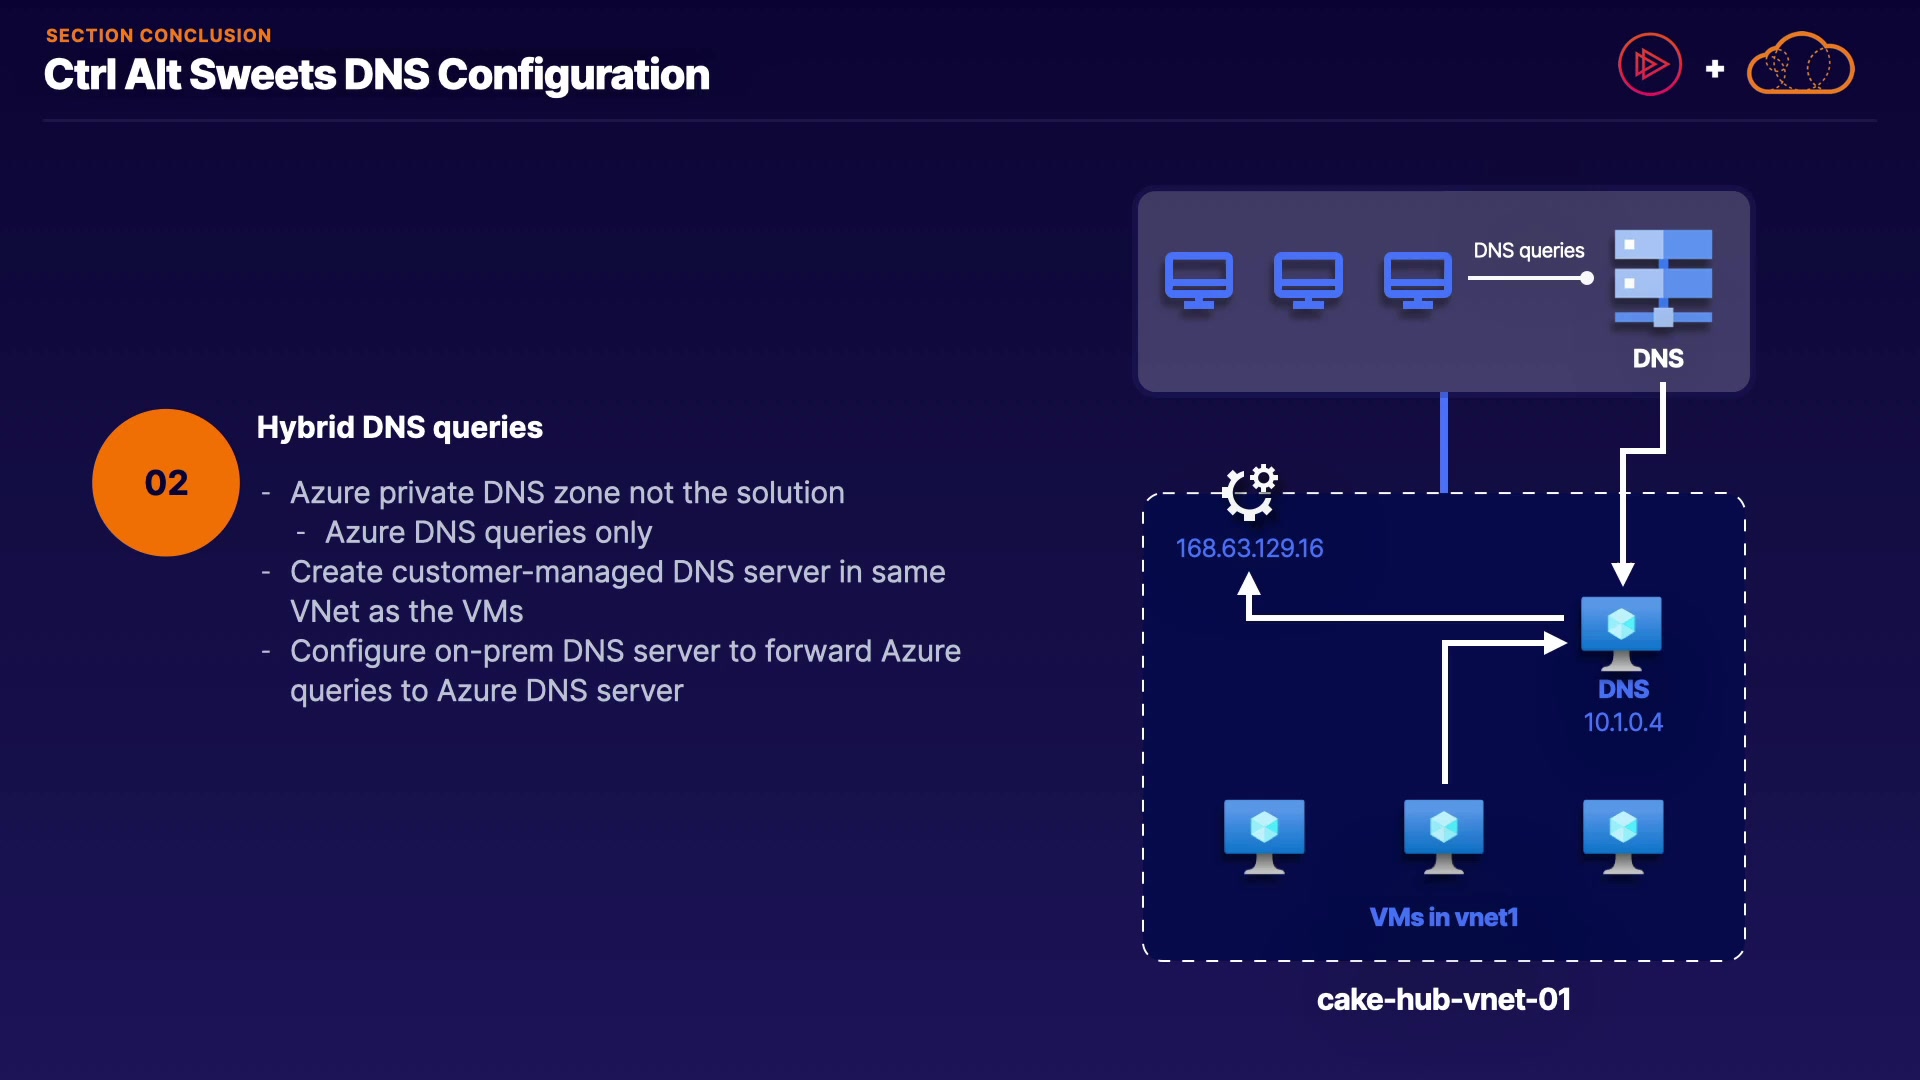 SECTION CONCLUSION
Ctrl Alt Sweets DNS Configuration
+
02
Hybrid DNS queries
- Azure private DNS zone not the solution
- Azure DNS queries only
- Create customer-managed DNS server in same
VNet as the VMs
- Configure on-prem DNS server to forward Azure
queries to Azure DNS server
DNS queries
DNS
168.63.129.16
DNS
10.1.0.4
VMs in vnet1
cake-hub-vnet-01